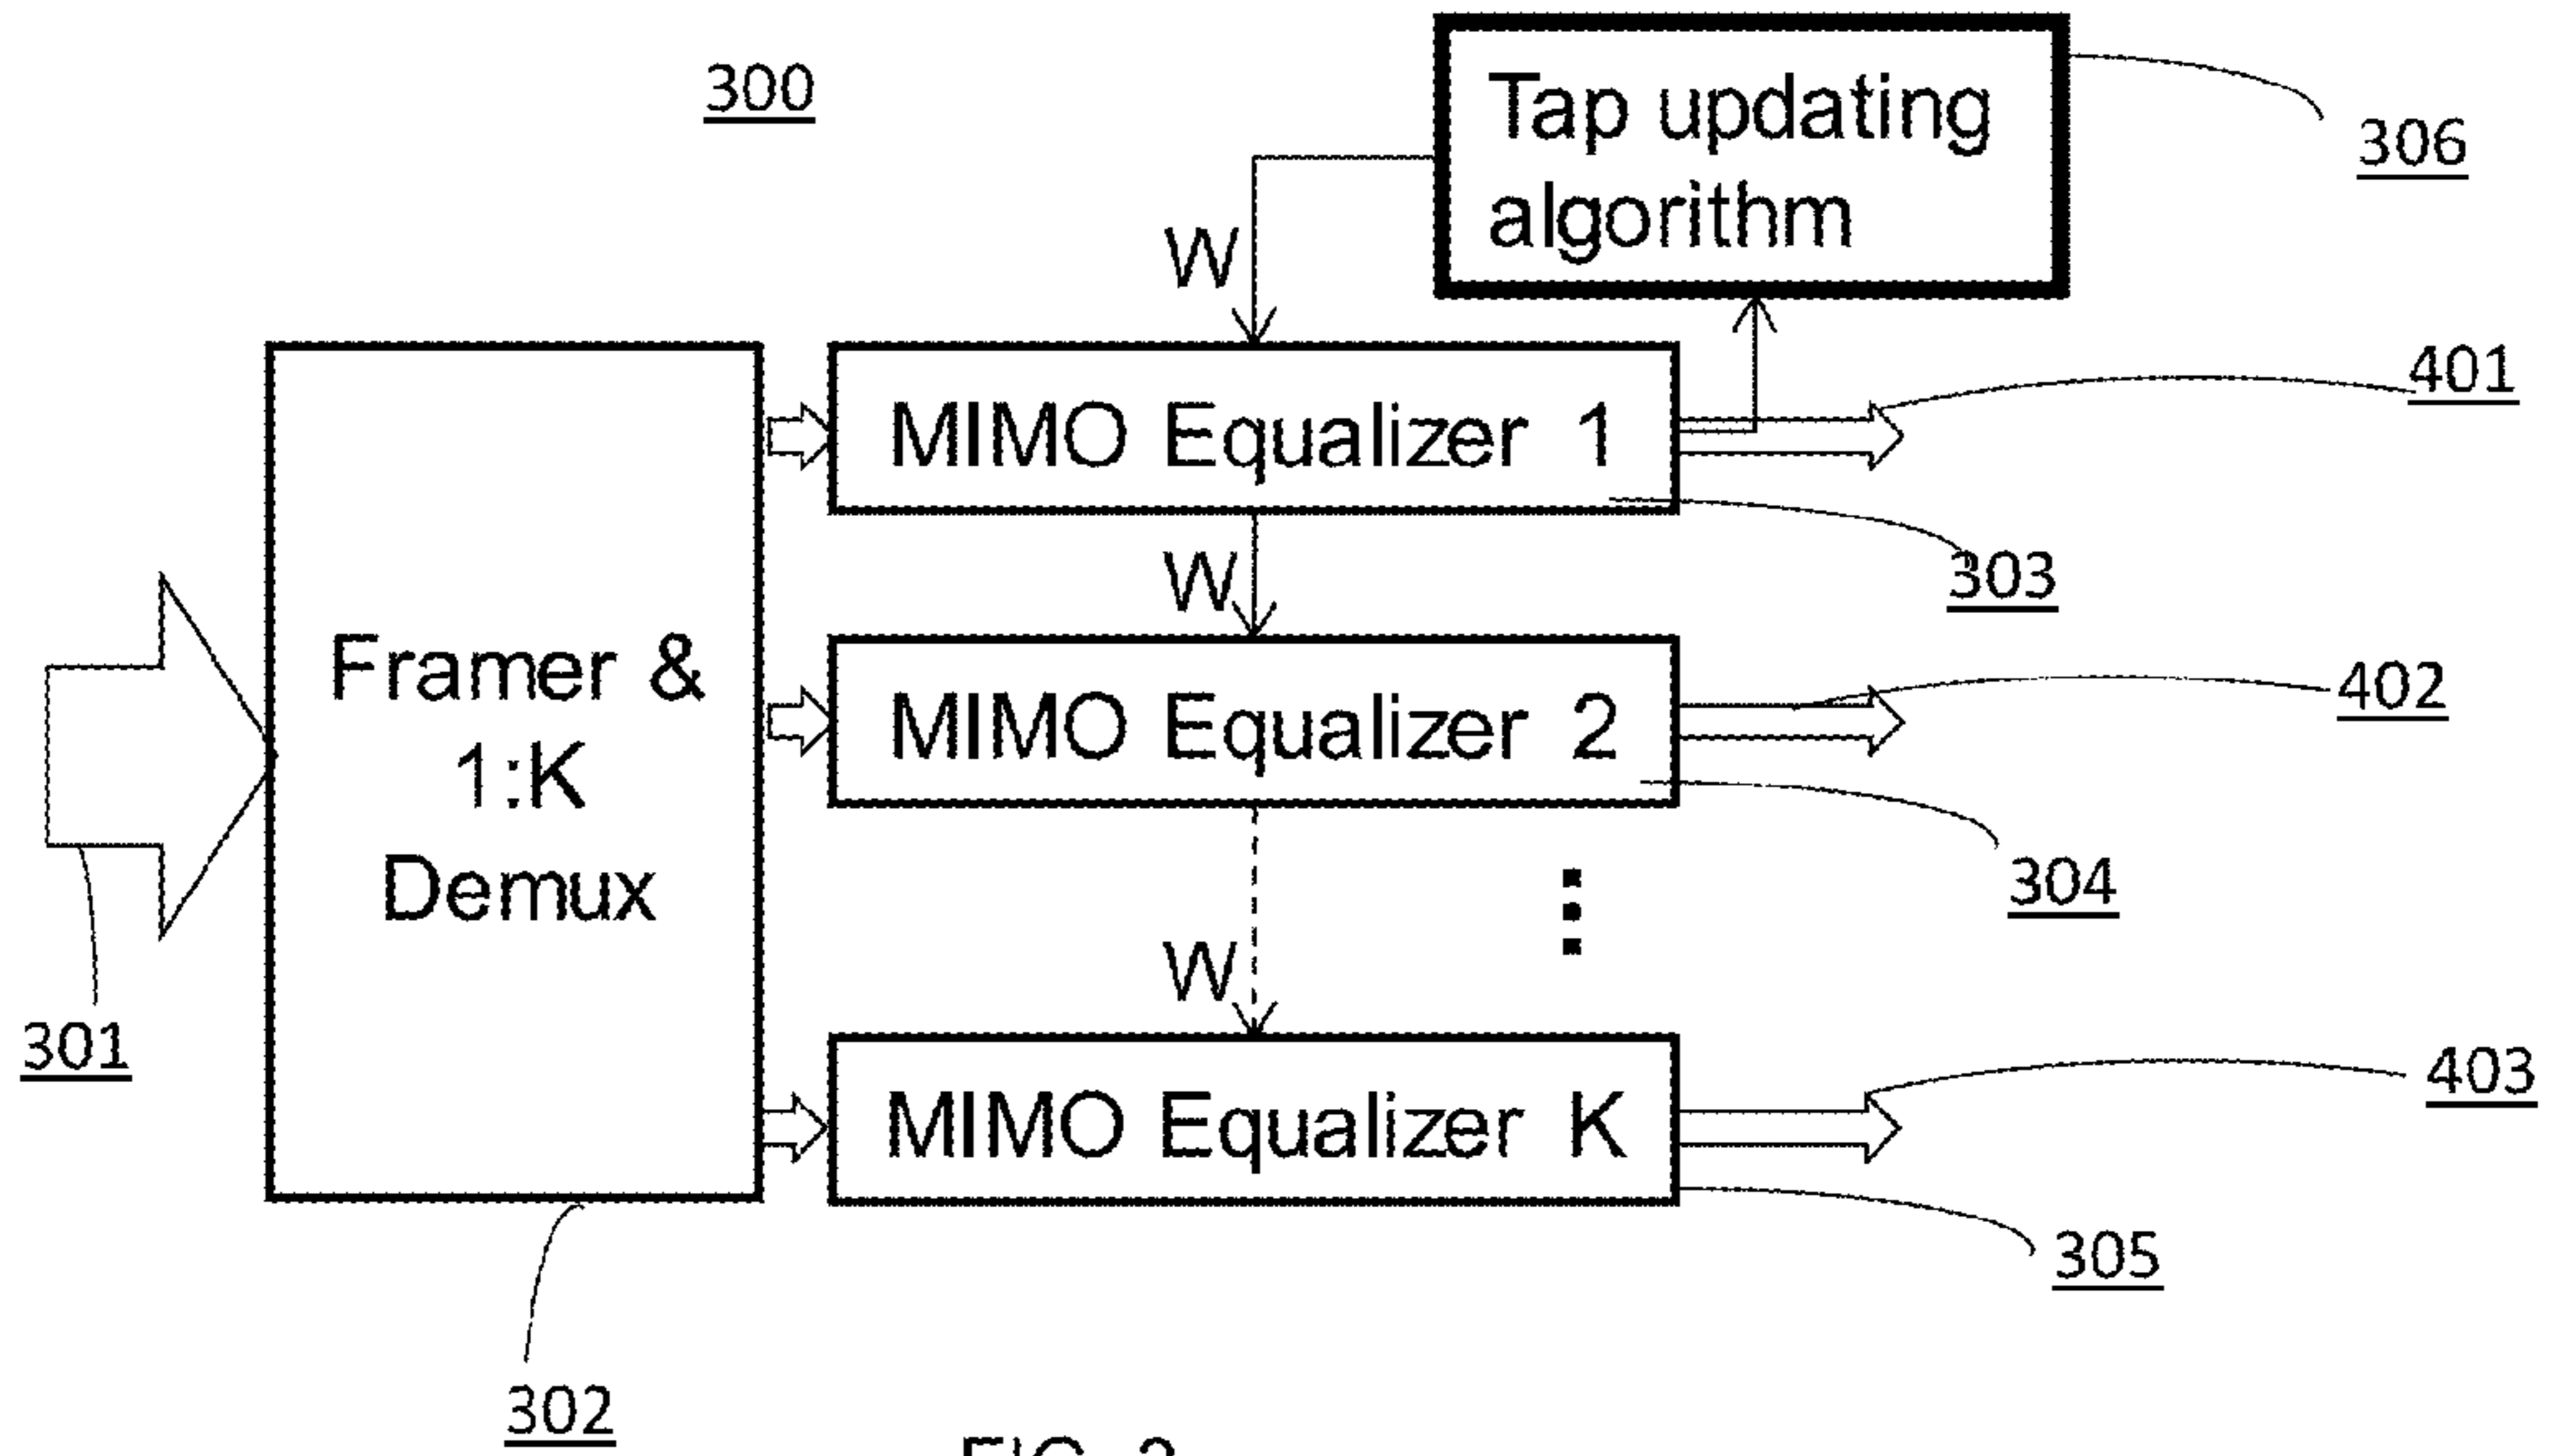 300
Tap updating
algorithm
306
W
401
MIMO Equalizer 1
303
W
Framer &
1:K
Demux
402
MIMO Equalizer 2
304
W
301
403
MIMO Equalizer K
305
302